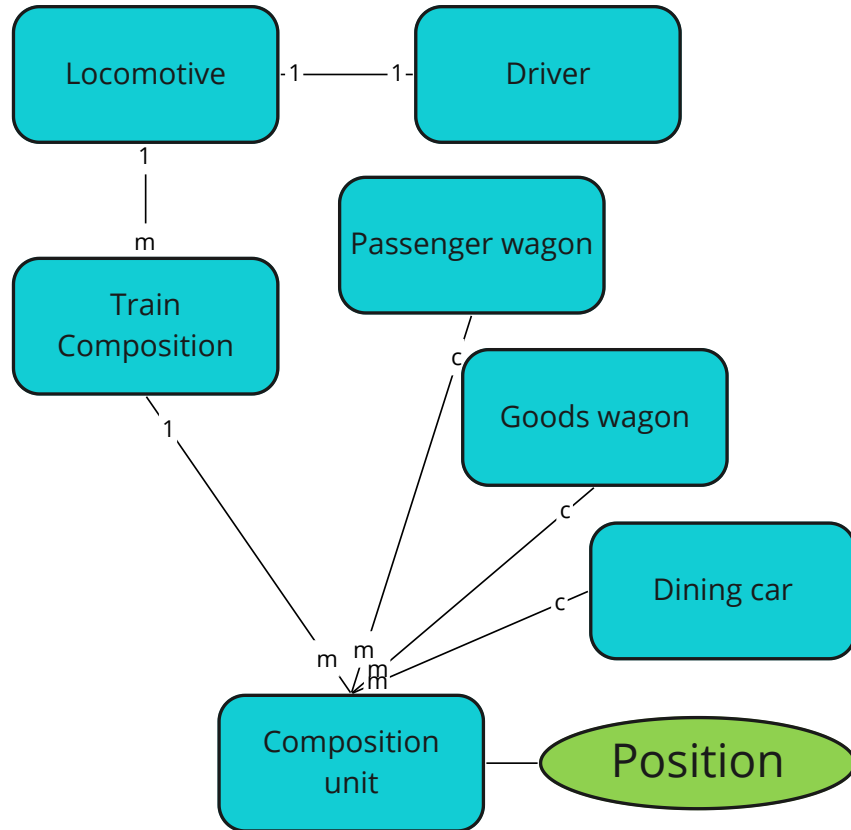 Locomotive
1
1
Driver
1
m
Passenger wagon
Train
Composition
c
1
Goods wagon
c
Dining car
c
m
m
m
m
Composition
unit
Position